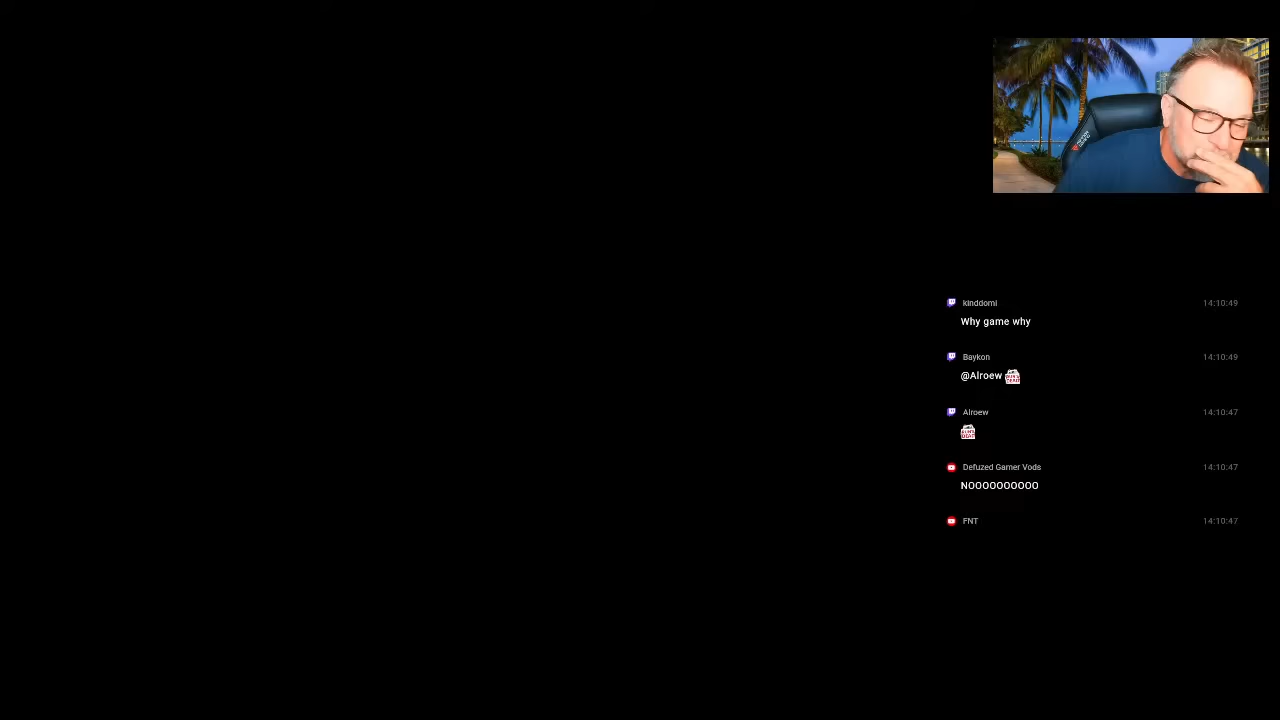 kinddomi 14:10:49
Why game why
Baykon 14:10:49
@Alroew
Alroew 14:10:47
Defuzed Gamer Vods 14:10:47
NOOOOOOOOOO
FNT 14:10:47